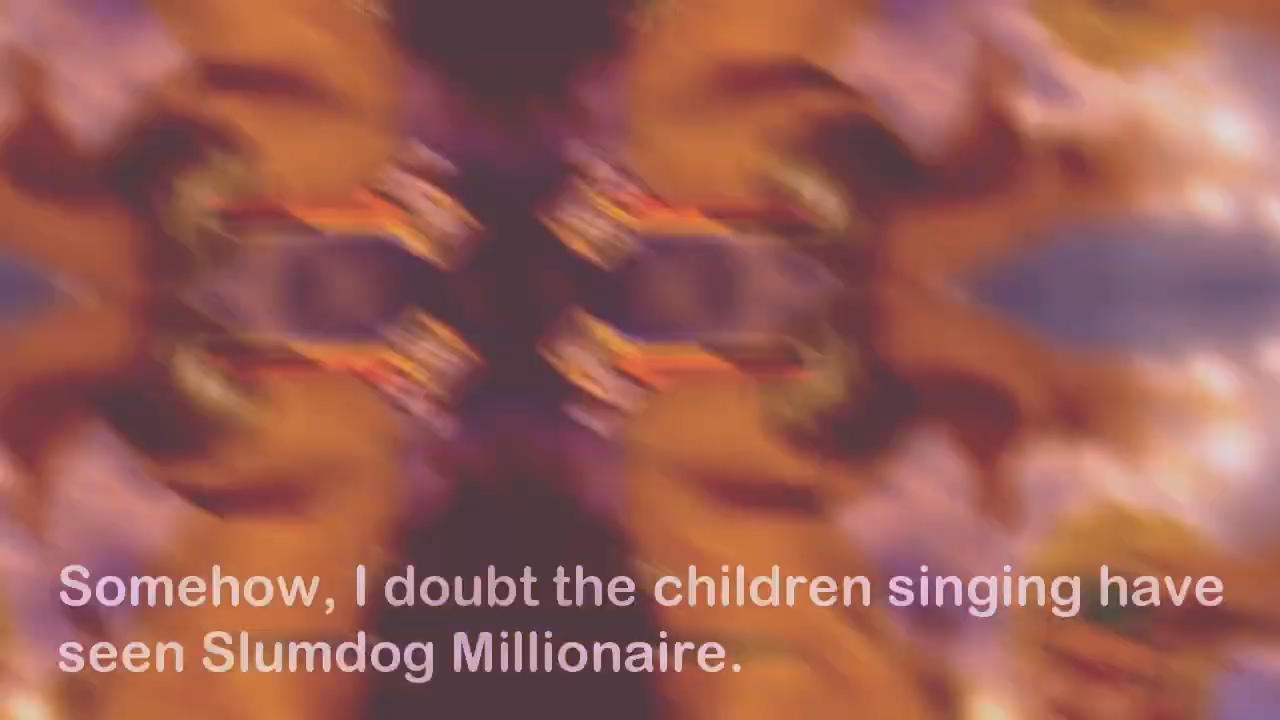 Somehow, I doubt the children singing have
seen Slumdog Millionaire.